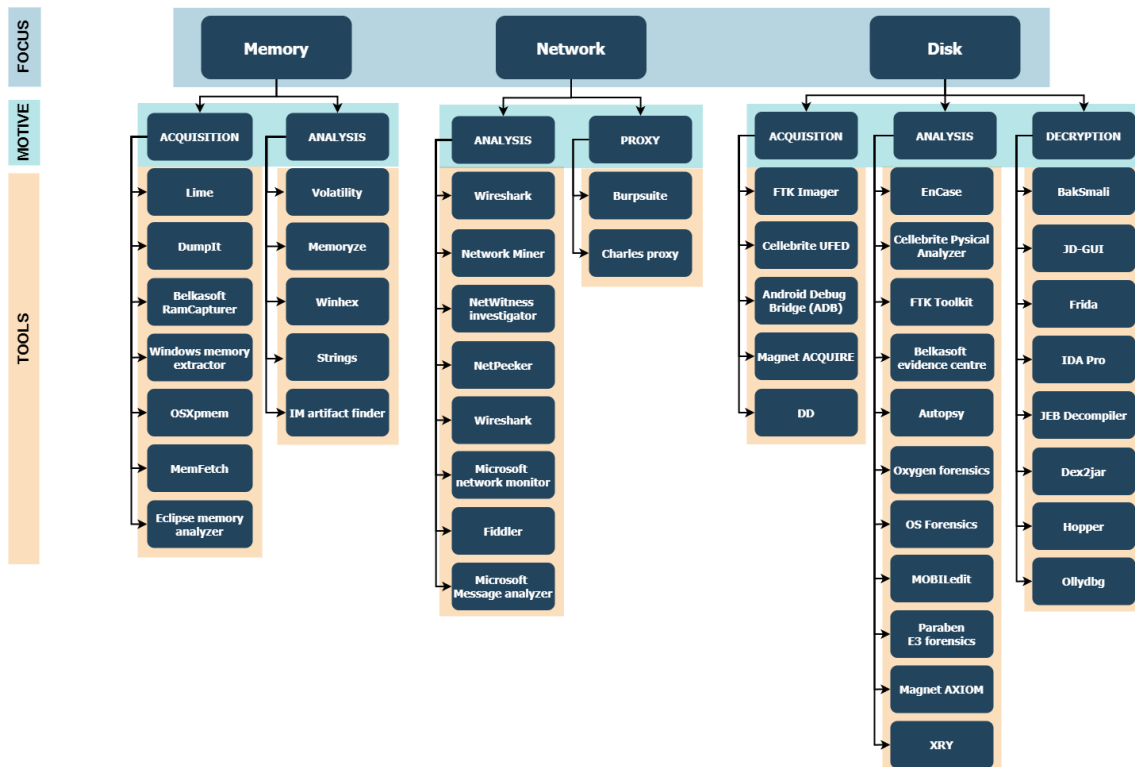 FOCUS
Memory
Network
Disk
MOTIVE
ACQUISITION
ANALYSIS
ANALYSIS
PROXY
ACQUISITON
ANALYSIS
DECRYPTION
TOOLS
Lime
DumpIt
Belkasoft
RamCapturer
Windows memory
extractor
OSXpmem
MemFetch
Eclipse memory
analyzer
Volatility
Memoryze
Winhex
Strings
IM artifact finder
Wireshark
Network Miner
NetWitness
investigator
NetPeeker
Wireshark
Microsoft
network monitor
Fiddler
Microsoft
Message analyzer
Burpsuite
Charles proxy
FTK Imager
Cellebrite UFED
Android Debug
Bridge (ADB)
Magnet ACQUIRE
DD
EnCase
Cellebrite Pysical
Analyzer
FTK Toolkit
Belkasoft
evidence centre
Autopsy
Oxygen forensics
OS Forensics
MOBILedit
Paraben
E3 forensics
Magnet AXIOM
XRY
BakSmali
JD-GUI
Frida
IDA Pro
JEB Decompiler
Dex2jar
Hopper
Ollydbg